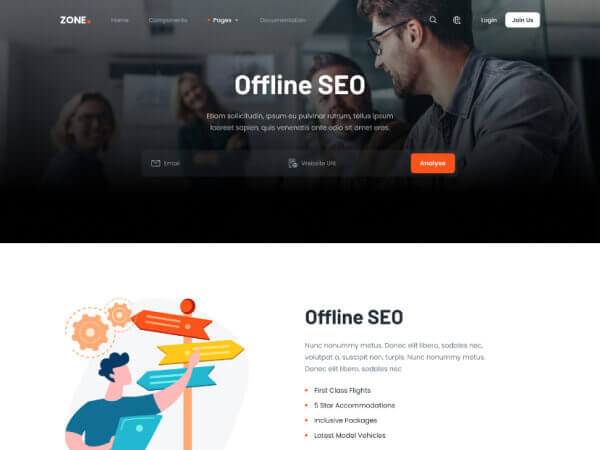 ZONE.
Home
Components
Pages
Documentation
Login
Join Us
Offline SEO
Etiam sollicitudin, ipsum eu pulvinar rutrum, tellus ipsum
laoreet sapien, quis venenatis ante odio sit amet eros.
Email
Website URL
Analyse
Offline SEO
Nunc nonummy metus. Donec elit libero, sodales nec,
volutpat a, suscipit non, turpis. Nunc nonummy metus.
Donec elit libero, sodales nec
First Class Flights
5 Star Accommodations
Inclusive Packages
Latest Model Vehicles